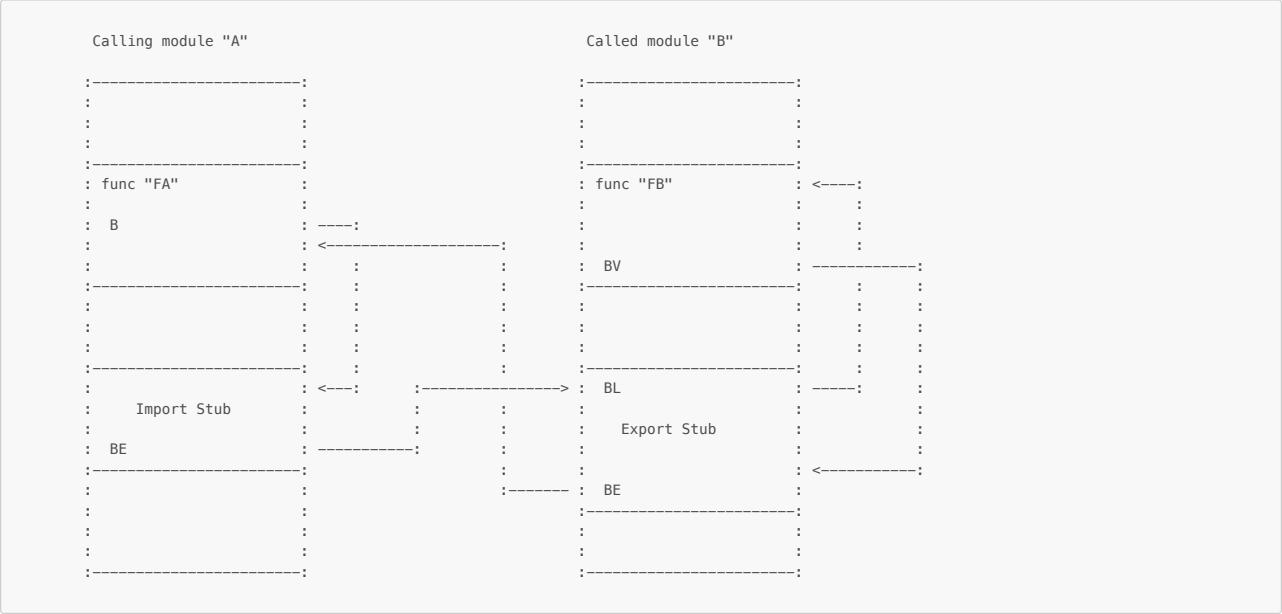 Calling module "A" Called module "B"
func "FA" func "FB"
B
BV
BL
Import Stub
Export Stub
BE
BE